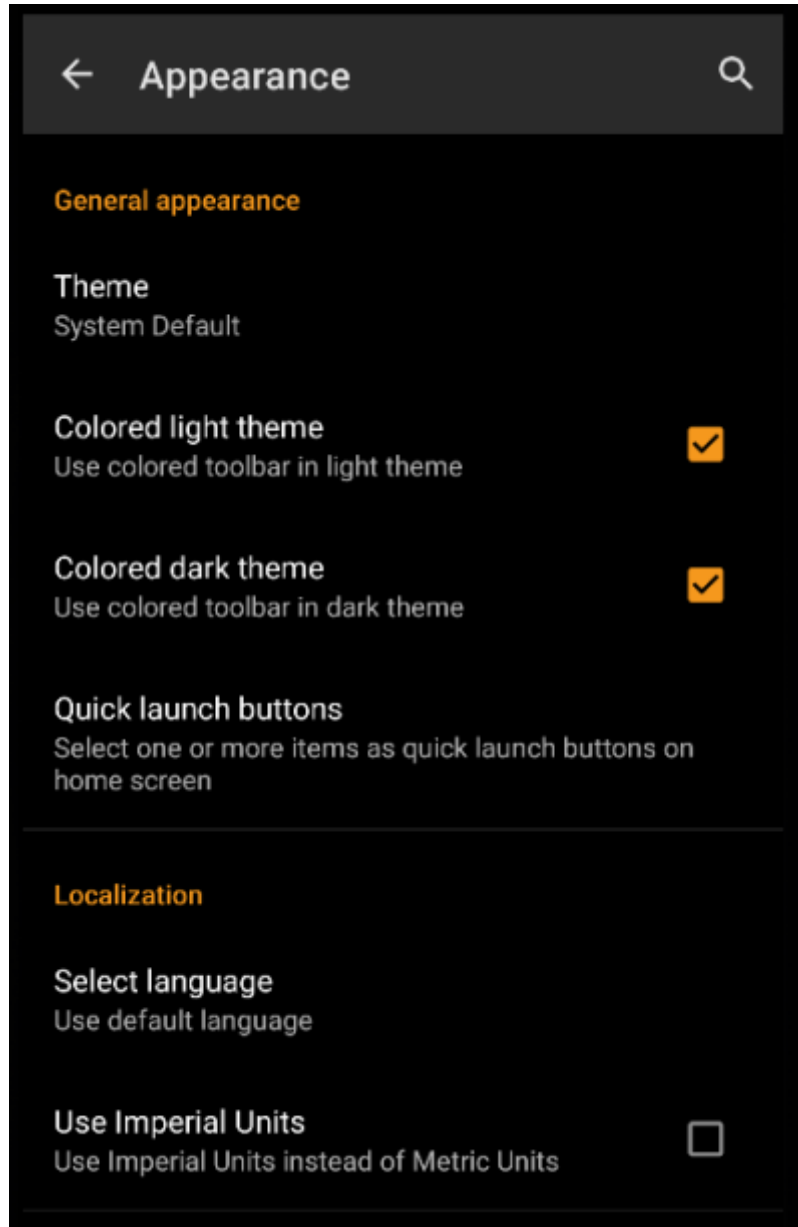 Appearance
General appearance
Theme
System Default
Colored light theme
Use colored toolbar in light theme
Colored dark theme
Use colored toolbar in dark theme
Quick launch buttons
Select one or more items as quick launch buttons on
home screen
Localization
Select language
Use default language
Use Imperial Units
Use Imperial Units instead of Metric Units